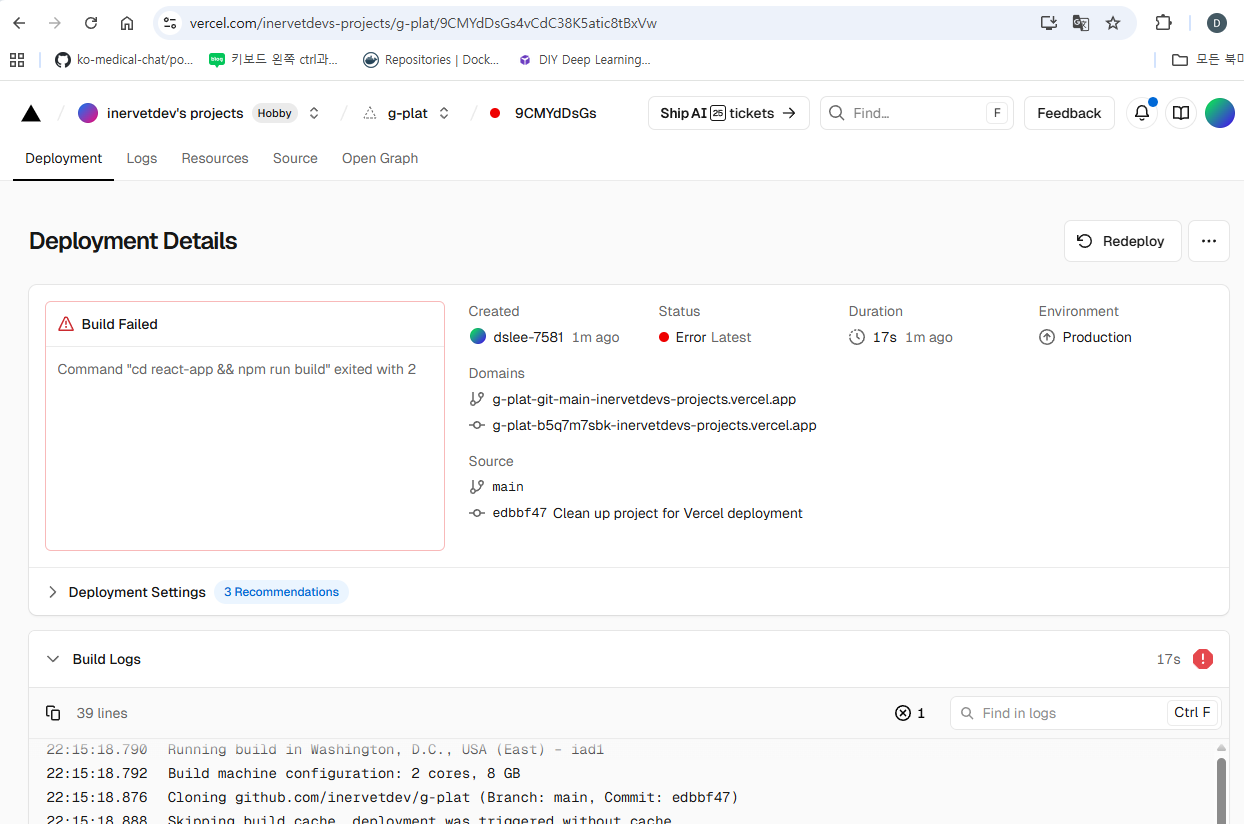 vercel.com/inervetdevs-projects/g-plat/9CMYdDsGs4vCdC38K5atic8tBxVw
D
ko-medical-chat/po...
blog
키보드 왼쪽 ctrl과...
Repositories | Dock...
DIY Deep Learning...
모든 북마
inervetdev's projects
Hobby
g-plat
9CMYdDsGs
Ship AI 25 tickets →
Find...
F
Feedback
Deployment
Logs
Resources
Source
Open Graph
Deployment Details
Redeploy
Build Failed
Command "cd react-app && npm run build" exited with 2
Created
Status
Duration
Environment
dslee-7581 1m ago
Error Latest
17s 1m ago
Production
Domains
g-plat-git-main-inervetdevs-projects.vercel.app
g-plat-b5q7m7sbk-inervetdevs-projects.vercel.app
Source
main
edbbf47 Clean up project for Vercel deployment
Deployment Settings
3 Recommendations
Build Logs
17s
39 lines
1
Find in logs
Ctrl F
22:15:18.790 Running build in Washington, D.C., USA (East) – iad1
22:15:18.792 Build machine configuration: 2 cores, 8 GB
22:15:18.876 Cloning github.com/inervetdev/g-plat (Branch: main, Commit: edbbf47)
22:15:18.888 Skipping build cache, deployment was triggered without cache